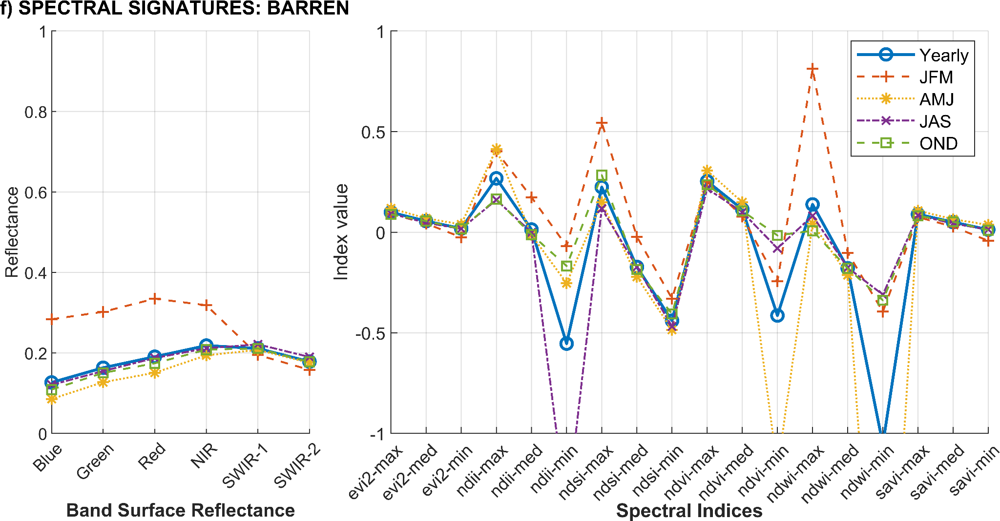 f) SPECTRAL SIGNATURES: BARREN
1
0.8
0.6
0.4
0.2
0
Reflectance
Blue
Green
Red
NIR
SWIR-1
SWIR-2
Band Surface Reflectance
1
0.5
0
-0.5
-1
Index value
evi2-max
evi2-med
evi2-min
ndii-max
ndii-med
ndii-min
ndsi-max
ndsi-med
ndsi-min
ndvi-max
ndvi-med
ndvi-min
ndwi-max
ndwi-med
ndwi-min
savi-max
savi-med
savi-min
Spectral Indices
Yearly
JFM
AMJ
JAS
OND